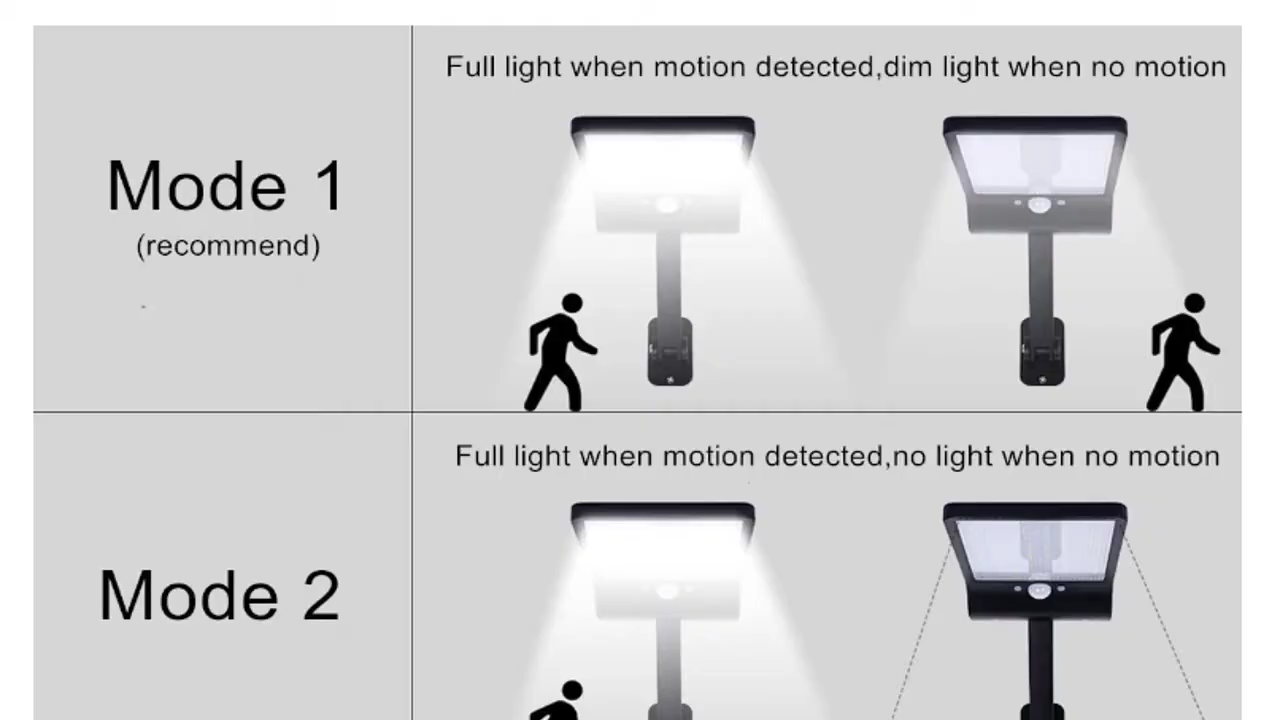 Full light when motion detected,dim light when no motion
Mode 1
(recommend)
Full light when motion detected,no light when no motion
Mode 2